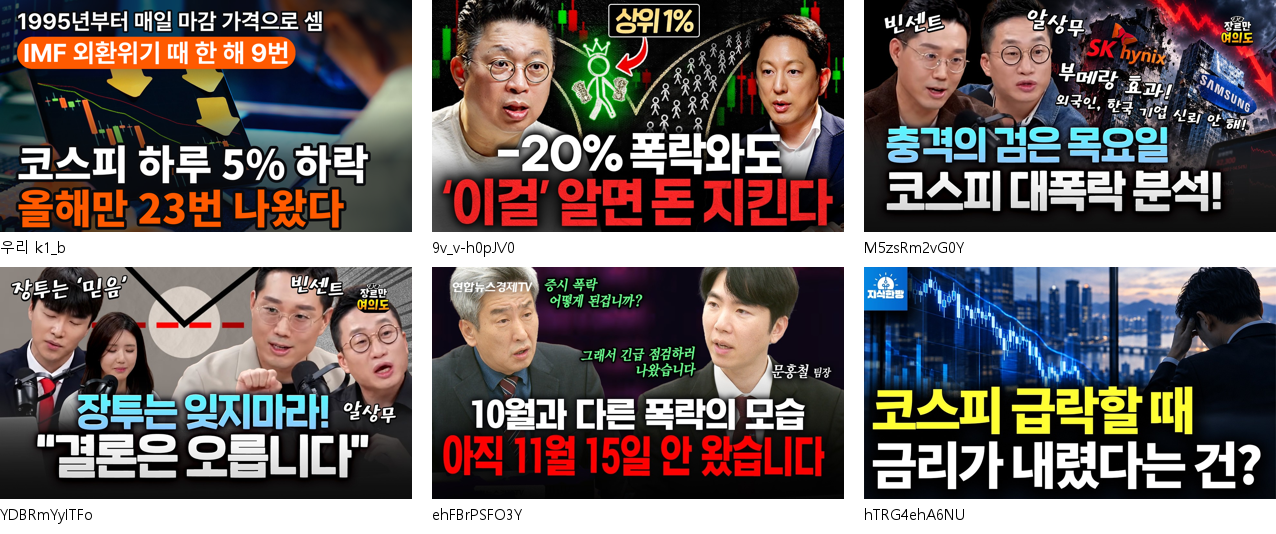 1995년부터 매일 마감 가격으로 셈
IMF 외환위기 때 한 해 9번
코스피 하루 5% 하락
올해만 23번 나왔다
우리 k1_b
상위 1%
-20% 폭락와도
'이걸' 알면 돈 지킨다
9v_v-h0pJV0
빈센트
알상무
장르만
여의도
SK hynix
SAMSUNG
부메랑 효과!
외국인, 한국 기업 신뢰 안 해!
충격의 검은 목요일
코스피 대폭락 분석!
M5zsRm2vG0Y
장투는 '믿음'
빈센트
장르만
여의도
알상무
장투는 잊지마라!
"결론은 오릅니다"
YDBRmYyITFo
연합뉴스경제TV
증시 폭락
어떻게 된겁니까?
그래서 긴급 점검하러
나왔습니다
문홍철 팀장
10월과 다른 폭락의 모습
아직 11월 15일 안 왔습니다
ehFBrPSFO3Y
지식한방
코스피 급락할 때
금리가 내렸다는 건?
hTRG4ehA6NU